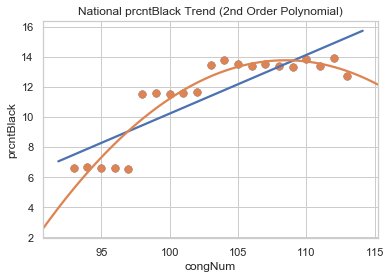 National prcntBlack Trend (2nd Order Polynomial)
16
14
12
10
8
6
4
2
prcntBlack
95 100 105 110 115
congNum